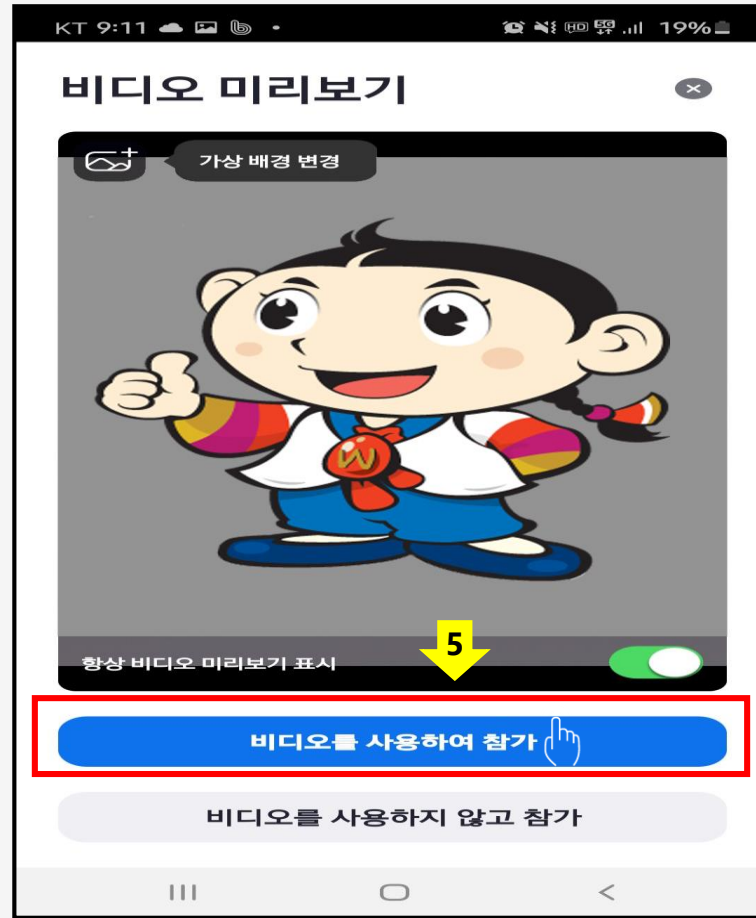 KT 9:11
HD 5G 19%
비디오 미리보기
가상 배경 변경
W
5
항상 비디오 미리보기 표시
비디오를 사용하여 참가
비디오를 사용하지 않고 참가